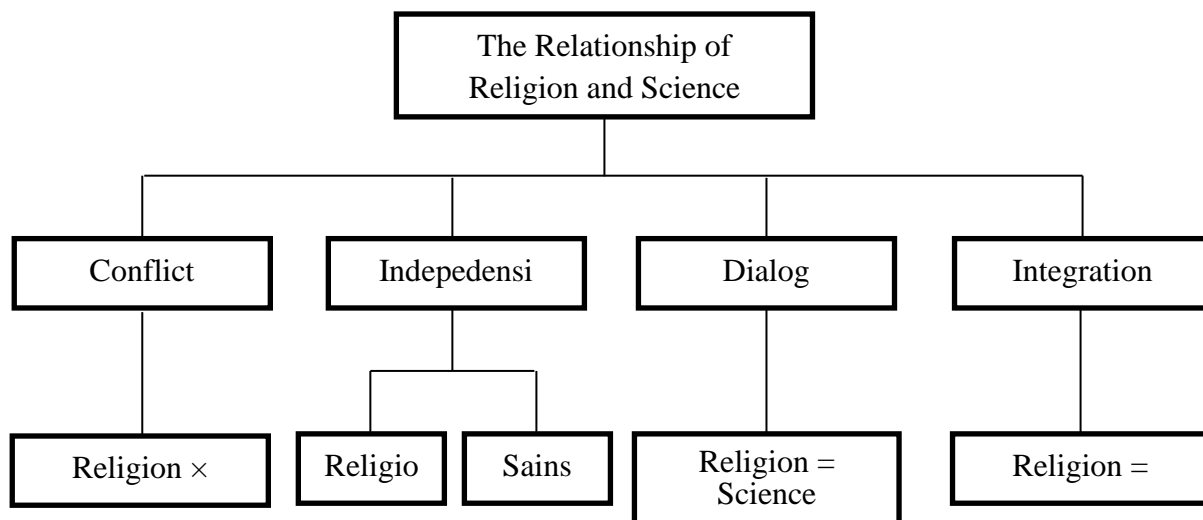 The Relationship of
Religion and Science
Conflict
Indepedensi
Dialog
Integration
Religion ×
Religio
Sains
Religion =
Science
Religion =